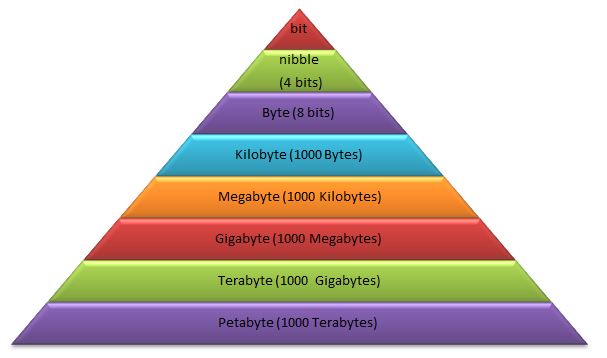 bit
nibble
(4 bits)
Byte (8 bits)
Kilobyte (1000 Bytes)
Megabyte (1000 Kilobytes)
Gigabyte (1000 Megabytes)
Terabyte (1000 Gigabytes)
Petabyte (1000 Terabytes)